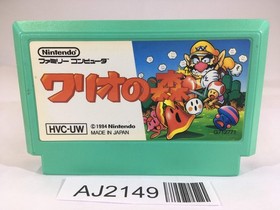 Nintendo
ファミリーコンピュータ
ワリオの森
HVC-UW
© 1994 Nintendo
MADE IN JAPAN
AJ2149